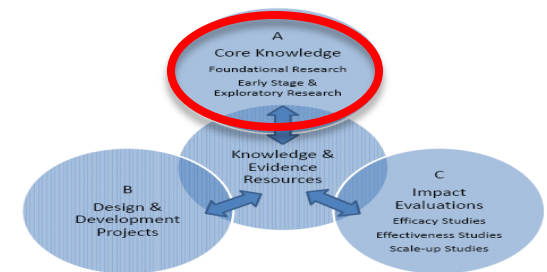 A
Core Knowledge
Foundational Research
Early Stage &
Exploratory Research
Knowledge &
Evidence
Resources
B
Design &
Development
Projects
C
Impact
Evaluations
Efficacy Studies
Effectiveness Studies
Scale-up Studies